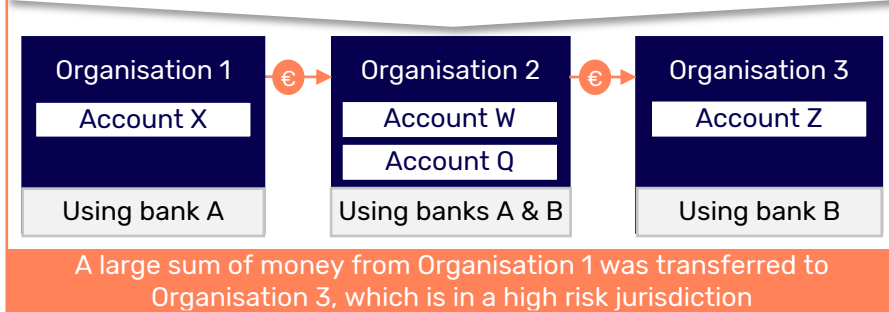 Organisation 1
€
Organisation 2
€
Organisation 3
Account X
Account W
Account Z
Account Q
Using bank A
Using banks A & B
Using bank B
A large sum of money from Organisation 1 was transferred to
Organisation 3, which is in a high risk jurisdiction